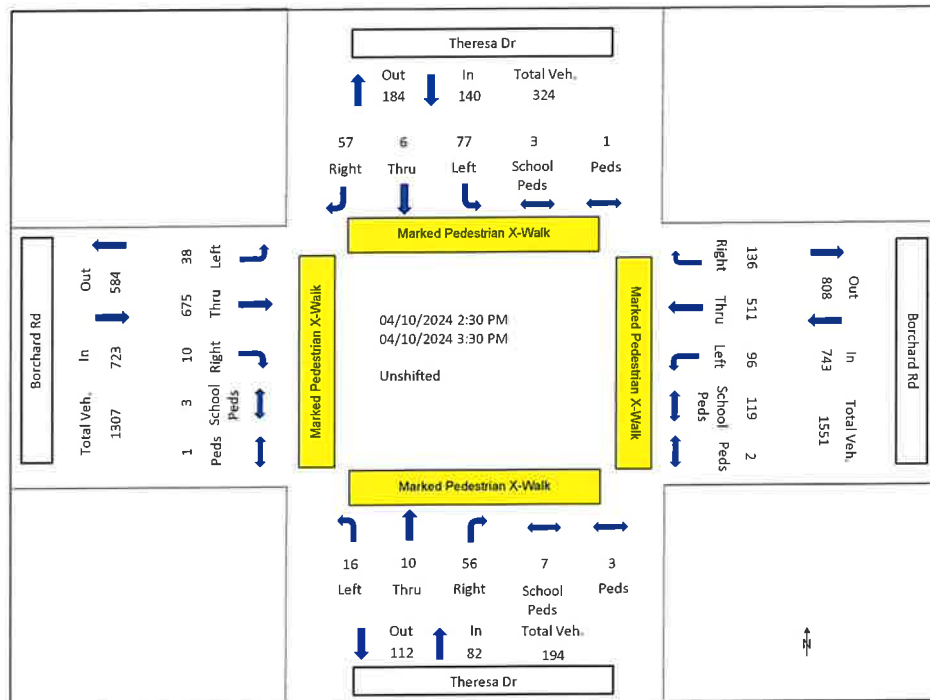 Theresa Dr
Out In Total Veh.
184 140 324
57 6 77 3 1
Right Thru Left School Peds Peds
Marked Pedestrian X-Walk
Borchard Rd
Out In Total Veh.
584 723 1307
38 675 10 3 1
Left Thru Right School Peds Peds
Marked Pedestrian X-Walk
04/10/2024 2:30 PM
04/10/2024 3:30 PM
Unshifted
Marked Pedestrian X-Walk
Right Thru Left School Peds Peds
136 511 96 119 2
808 743 1551
Out In Total Veh.
Borchard Rd
Marked Pedestrian X-Walk
16 10 56 7 3
Left Thru Right School Peds Peds
Out In Total Veh.
112 82 194
Theresa Dr
N